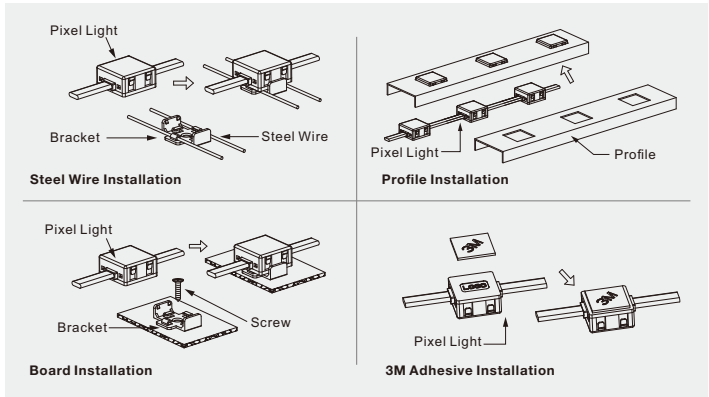 Pixel Light
Bracket
Steel Wire
Steel Wire Installation
Pixel Light
Profile
Profile Installation
Pixel Light
Bracket
Screw
Board Installation
3M
LOGO
3M
Pixel Light
3M Adhesive Installation